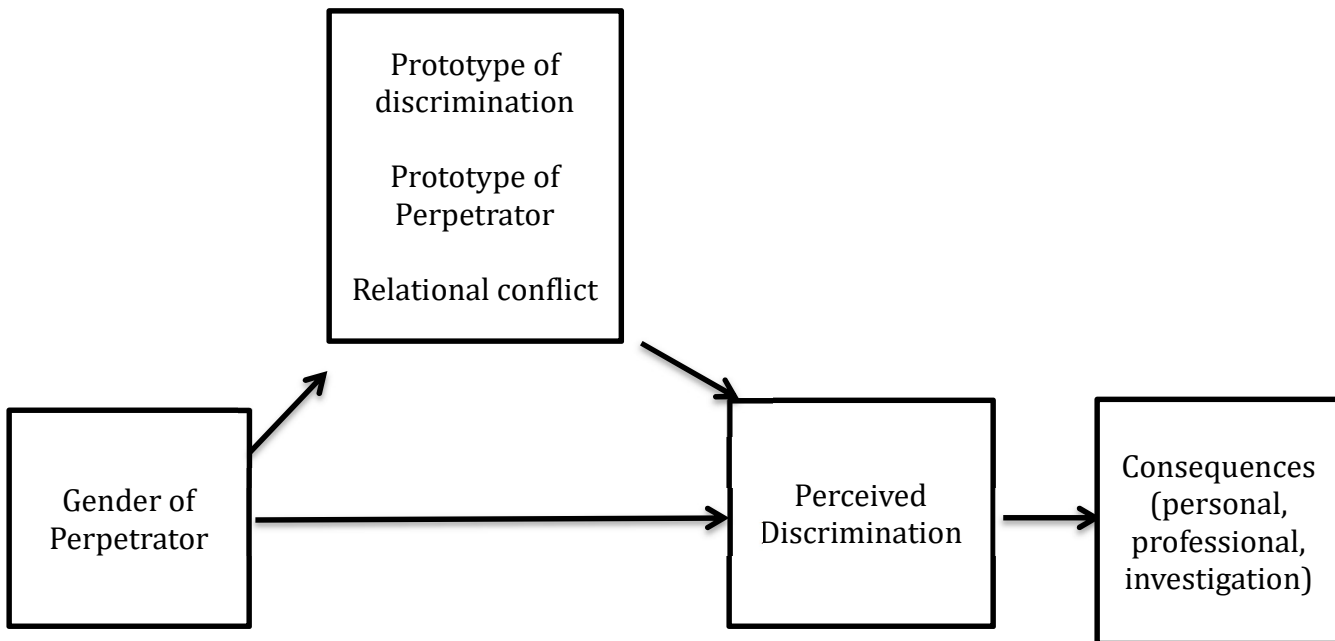 Prototype of
discrimination
Prototype of
Perpetrator
Relational conflict
Gender of
Perpetrator
Perceived
Discrimination
Consequences
(personal,
professional,
investigation)